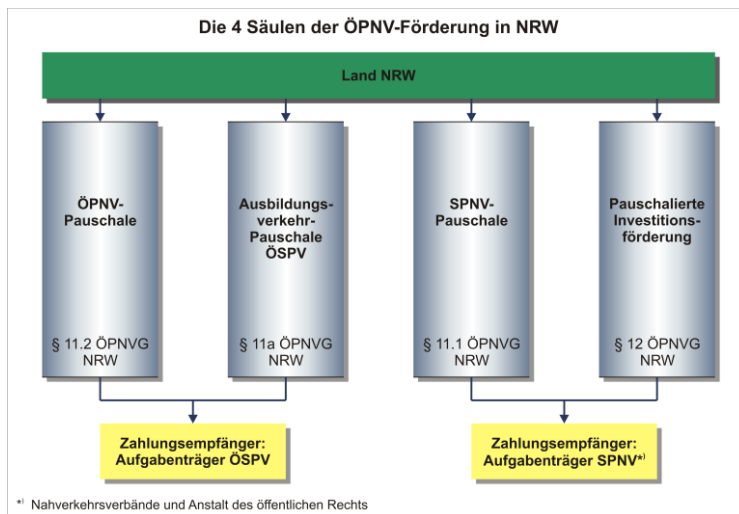 Die 4 Säulen der ÖPNV-Förderung in NRW
Land NRW
ÖPNV-
Pauschale
§ 11.2 ÖPNVG
NRW
Ausbildungs-
verkehr-
Pauschale
ÖSPV
§ 11a ÖPNVG
NRW
SPNV-
Pauschale
§ 11.1 ÖPNVG
NRW
Pauschalierte
Investitions-
förderung
§ 12 ÖPNVG
NRW
Zahlungsempfänger:
Aufgabenträger ÖSPV
Zahlungsempfänger:
Aufgabenträger SPNV*)
*) Nahverkehrsverbände und Anstalt des öffentlichen Rechts